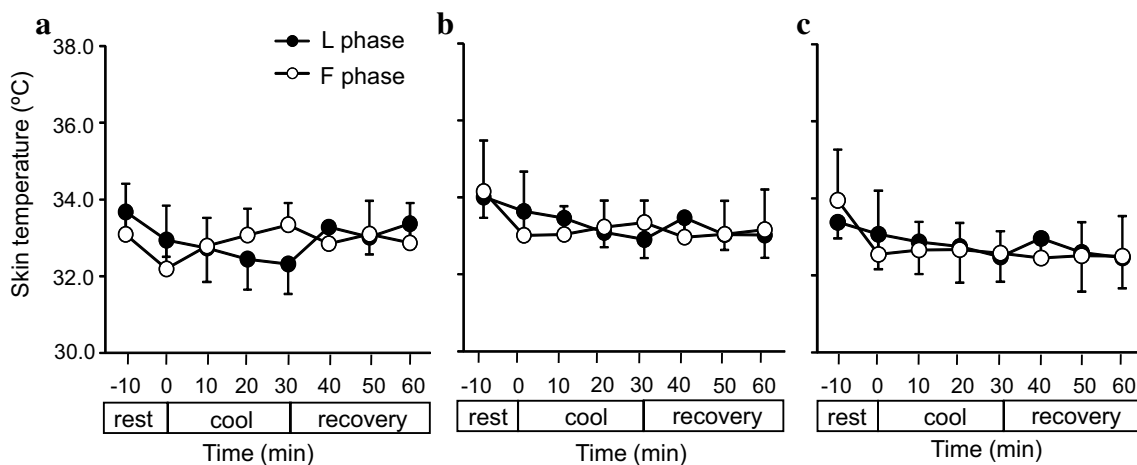 a b c
L phase
F phase
Skin temperature (ºC)
38.0
36.0
34.0
32.0
30.0
-10 0 10 20 30 40 50 60 -10 0 10 20 30 40 50 60 -10 0 10 20 30 40 50 60
rest cool recovery rest cool recovery rest cool recovery
Time (min) Time (min) Time (min)